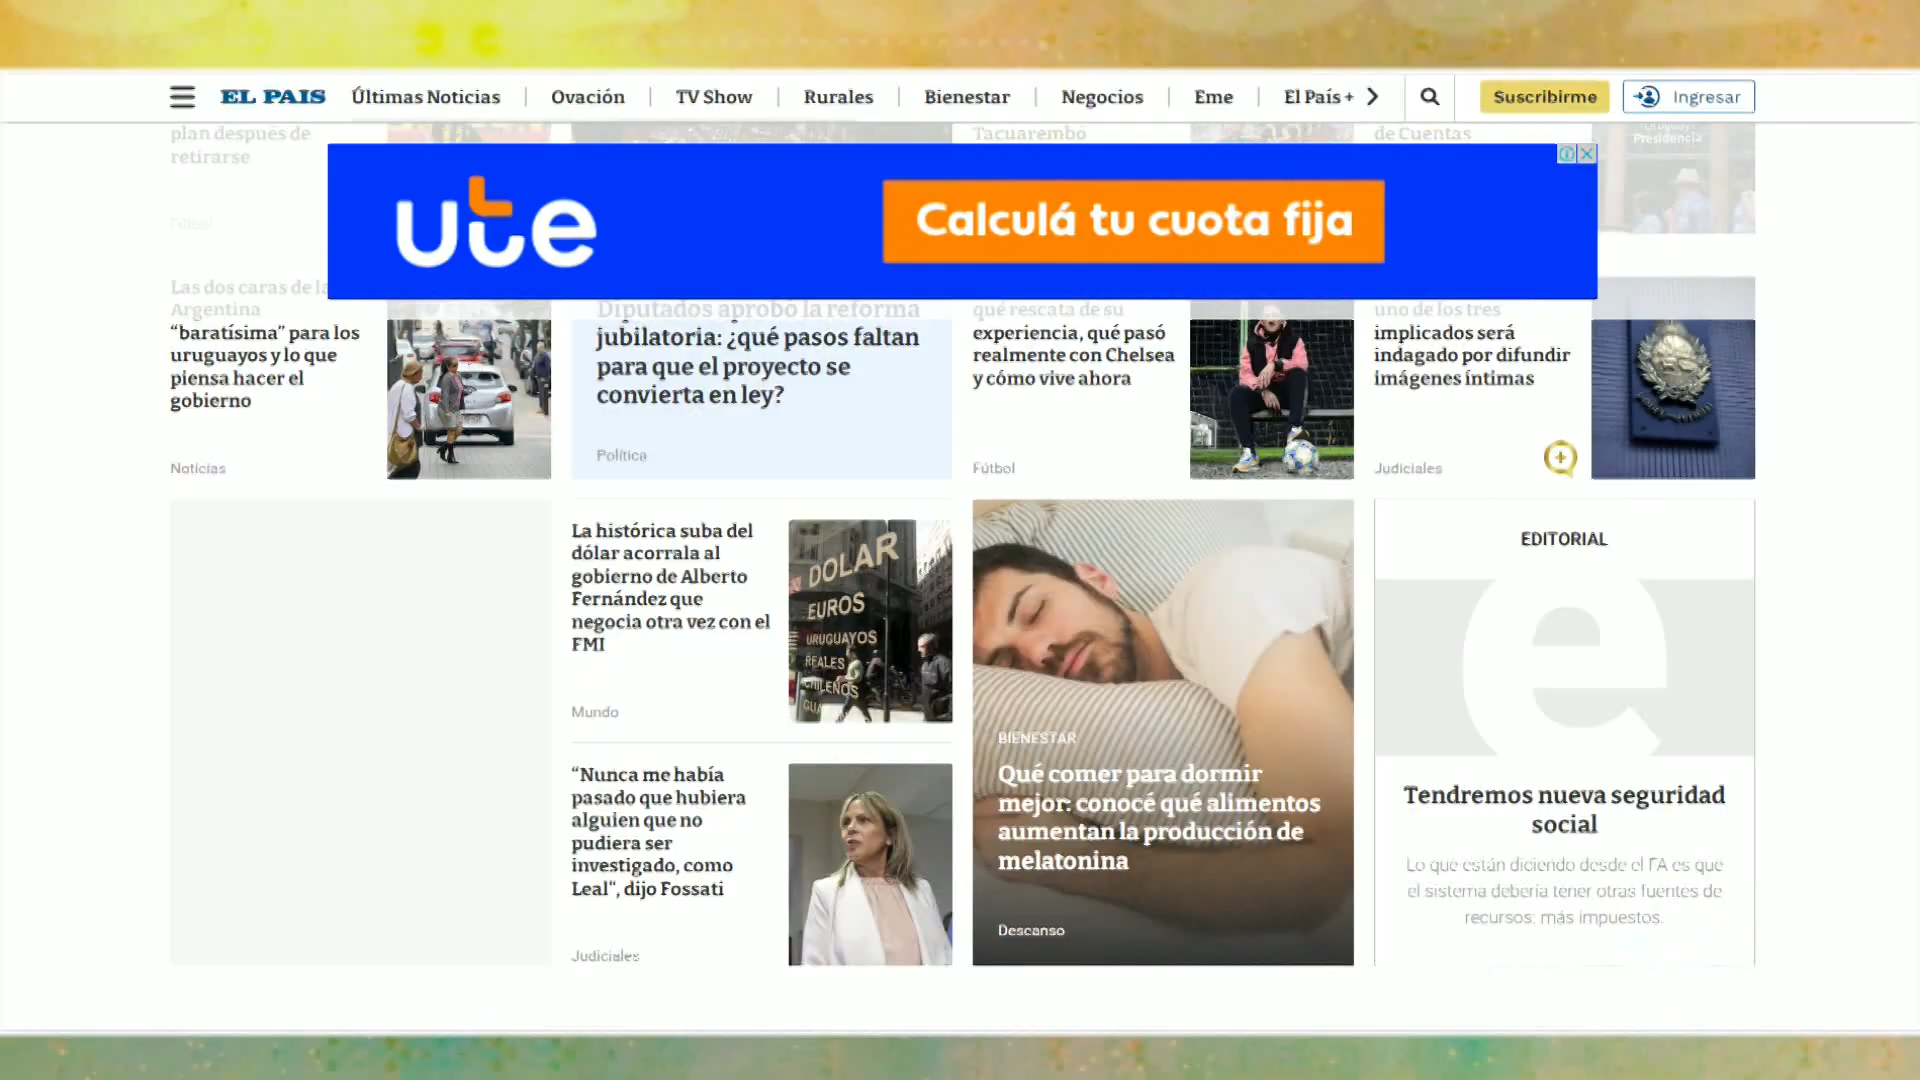 EL PAIS
Últimas Noticias
Ovación
TV Show
Rurales
Bienestar
Negocios
Eme
El País +
Suscribirme
Ingresar
plan después de
retirarse
Fútbol
Tacuarembó
de Cuentas
Presidencia
ute
Calculá tu cuota fija
Las dos caras de la
Argentina
“baratísima” para los
uruguayos y lo que
piensa hacer el
gobierno
Noticias
Diputados aprobó la reforma
jubilatoria: ¿qué pasos faltan
para que el proyecto se
convierta en ley?
Política
qué rescata de su
experiencia, qué pasó
realmente con Chelsea
y cómo vive ahora
Fútbol
uno de los tres
implicados será
indagado por difundir
imágenes íntimas
Judiciales
La histórica suba del
dólar acorrala al
gobierno de Alberto
Fernández que
negocia otra vez con el
FMI
Mundo
DOLAR
EUROS
URUGUAYOS
REALES
CHILENOS
“Nunca me había
pasado que hubiera
alguien que no
pudiera ser
investigado, como
Leal", dijo Fossati
Judiciales
BIENESTAR
Qué comer para dormir
mejor: conocé qué alimentos
aumentan la producción de
melatonina
Descanso
EDITORIAL
e
Tendremos nueva seguridad
social
Lo que están diciendo desde el FA es que
el sistema debería tener otras fuentes de
recursos: más impuestos.